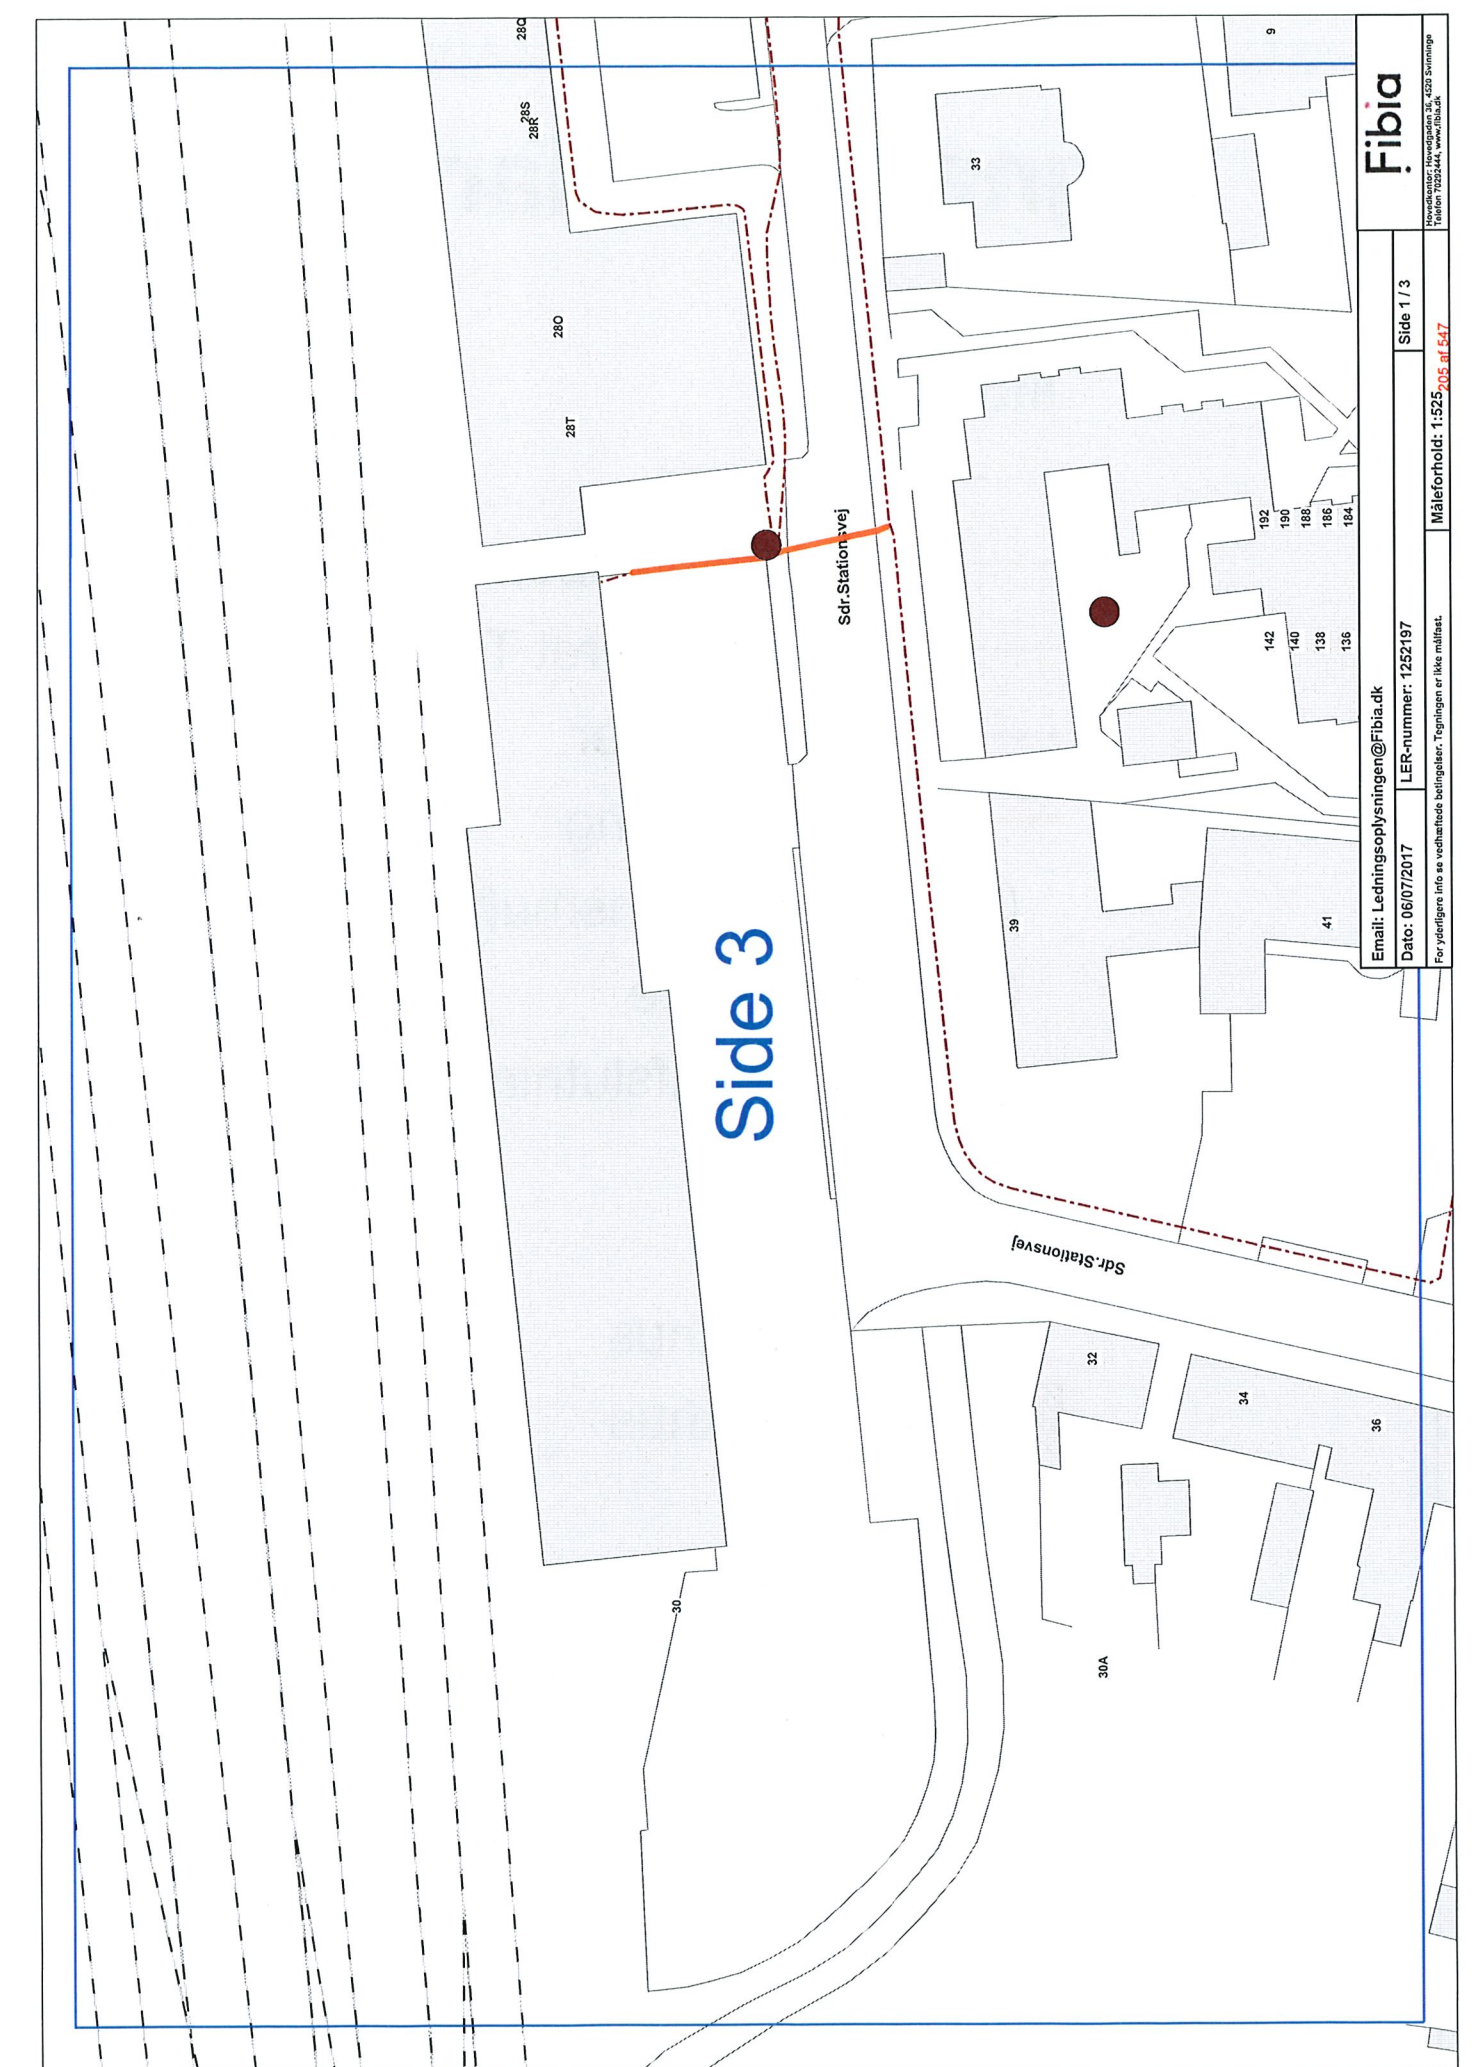 28Q
28S
28R
28O
28T
33
9
Sdr.Stationsvej
192
190
188
186
184
142
140
138
136
39
41
Side 3
Sdr.Stationsvej
32
34
36
30
30A
Fibia
Hovedkontor: Hovedgaden 36, 4520 Svinninge
Telefon 70292444, www.fibia.dk
Email: Ledningsoplysningen@Fibia.dk
Side 1 / 3
Dato: 06/07/2017
LER-nummer: 1252197
For yderligere info se vedhæftede betingelser. Tegningen er ikke målfast.
Måleforhold: 1:525
205 af 547